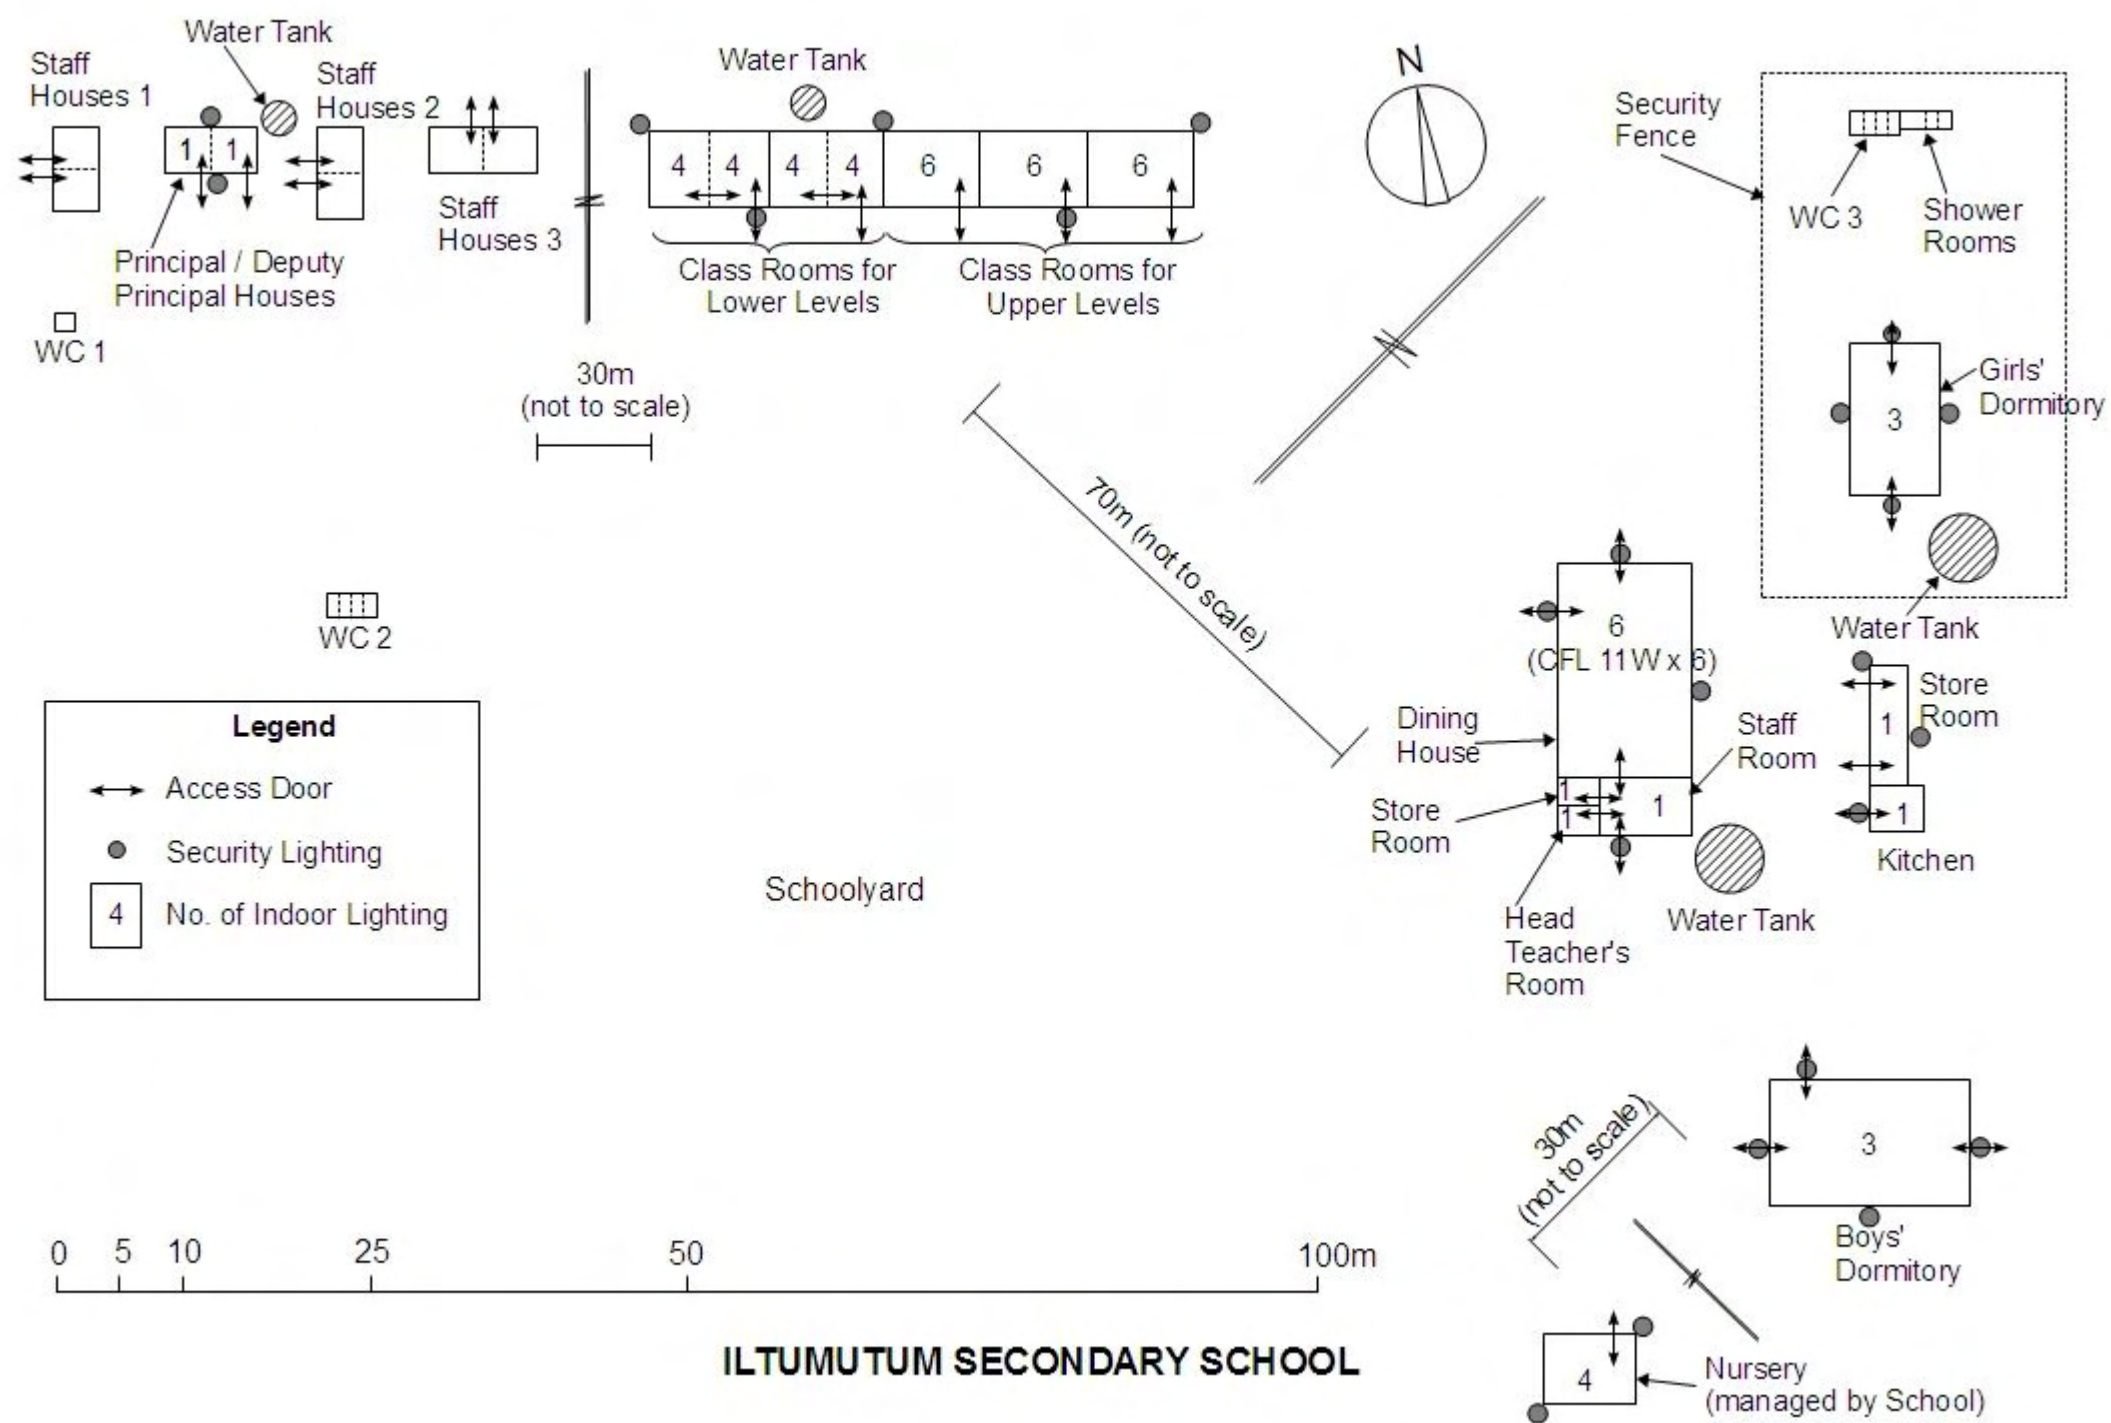 Water Tank
Staff
Houses 1
Staff
Houses 2
1
1
Principal / Deputy
Principal Houses
Staff
Houses 3
WC 1
Water Tank
4
4
4
4
6
6
6
Class Rooms for
Lower Levels
Class Rooms for
Upper Levels
30m
(not to scale)
N
Security
Fence
WC 3
Shower
Rooms
Girls'
Dormitory
3
Water Tank
70m (not to scale)
WC 2
Legend
Access Door
Security Lighting
4
No. of Indoor Lighting
Schoolyard
6
(CFL 11W x 6)
Dining
House
Staff
Room
Store
Room
1
1
1
Head
Teacher's
Room
Water Tank
Store
Room
1
1
Kitchen
30m
(not to scale)
3
Boys'
Dormitory
4
Nursery
(managed by School)
0
5
10
25
50
100m
ILTUMUTUM SECONDARY SCHOOL